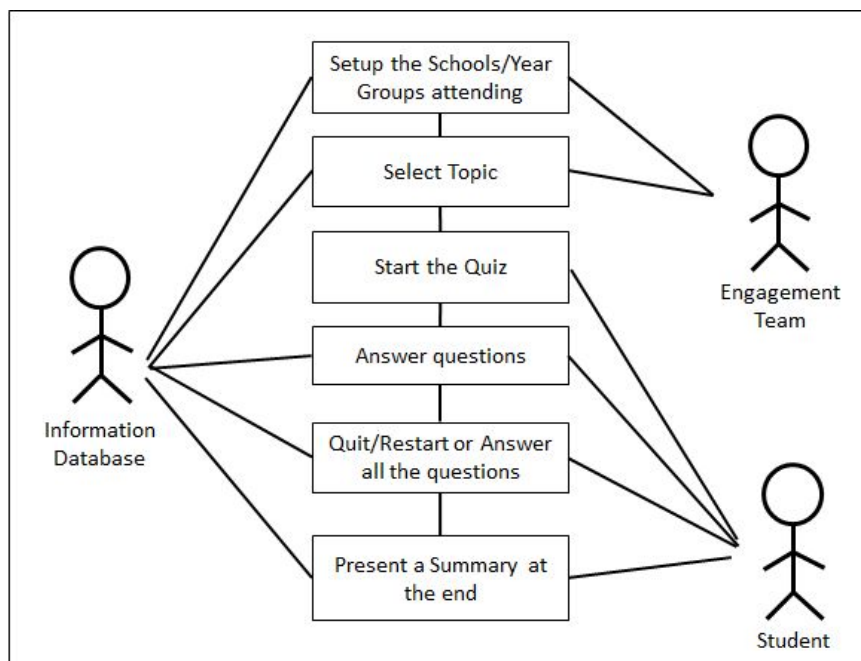 Setup the Schools/Year
Groups attending
Select Topic
Start the Quiz
Engagement
Team
Answer questions
Information
Database
Quit/Restart or Answer
all the questions
Present a Summary at
the end
Student